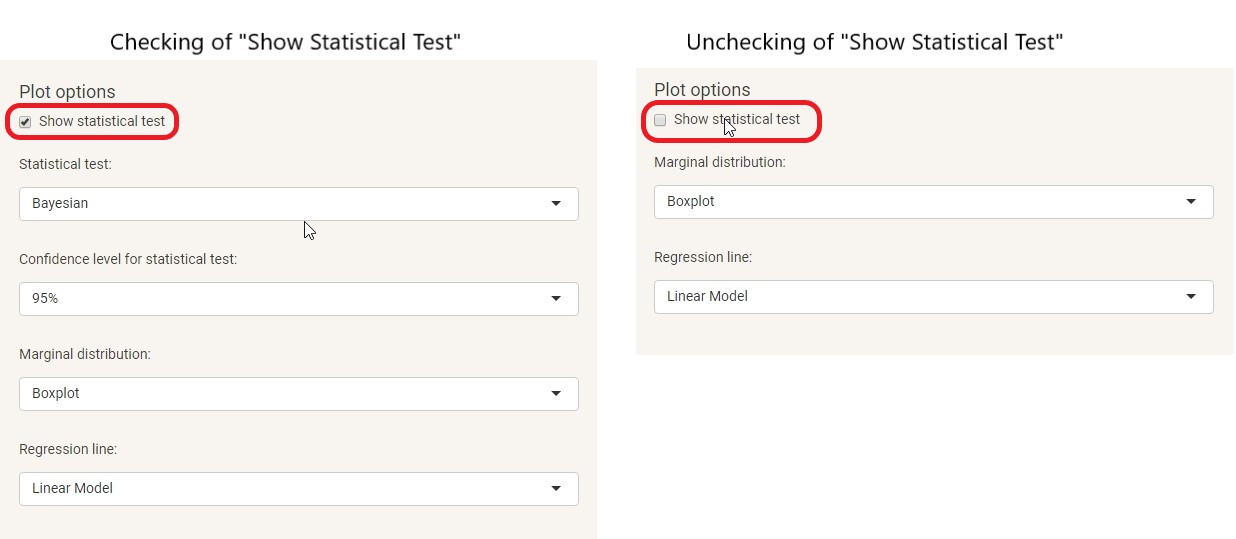 Checking of "Show Statistical Test"
Plot options
Show statistical test
Statistical test:
Bayesian
Confidence level for statistical test:
95%
Marginal distribution:
Boxplot
Regression line:
Linear Model
Unchecking of "Show Statistical Test"
Plot options
Show statistical test
Marginal distribution:
Boxplot
Regression line:
Linear Model